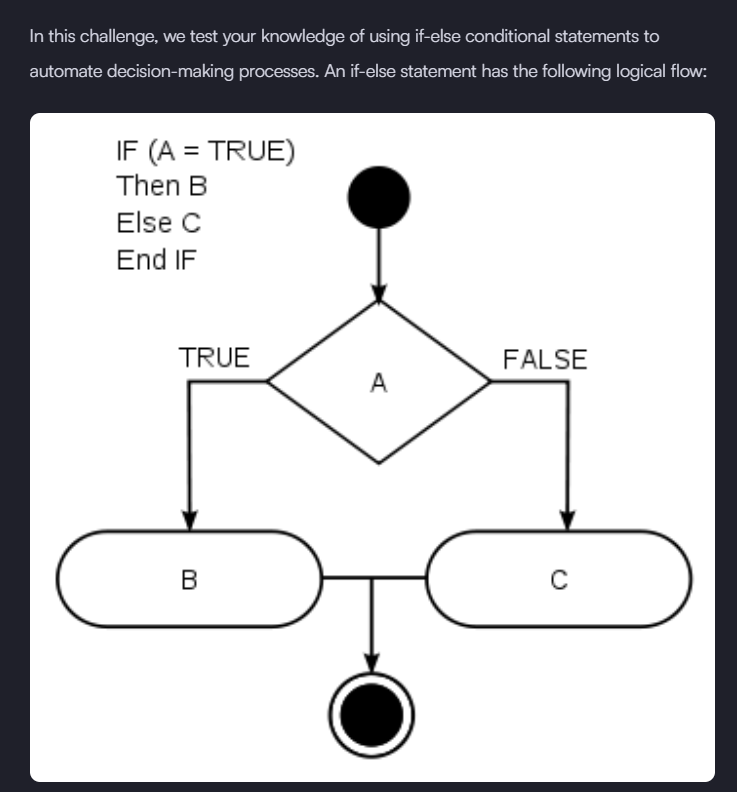 In this challenge, we test your knowledge of using if-else conditional statements to
automate decision-making processes. An if-else statement has the following logical flow:
IF (A = TRUE)
Then B
Else C
End IF
TRUE
FALSE
A
B
C